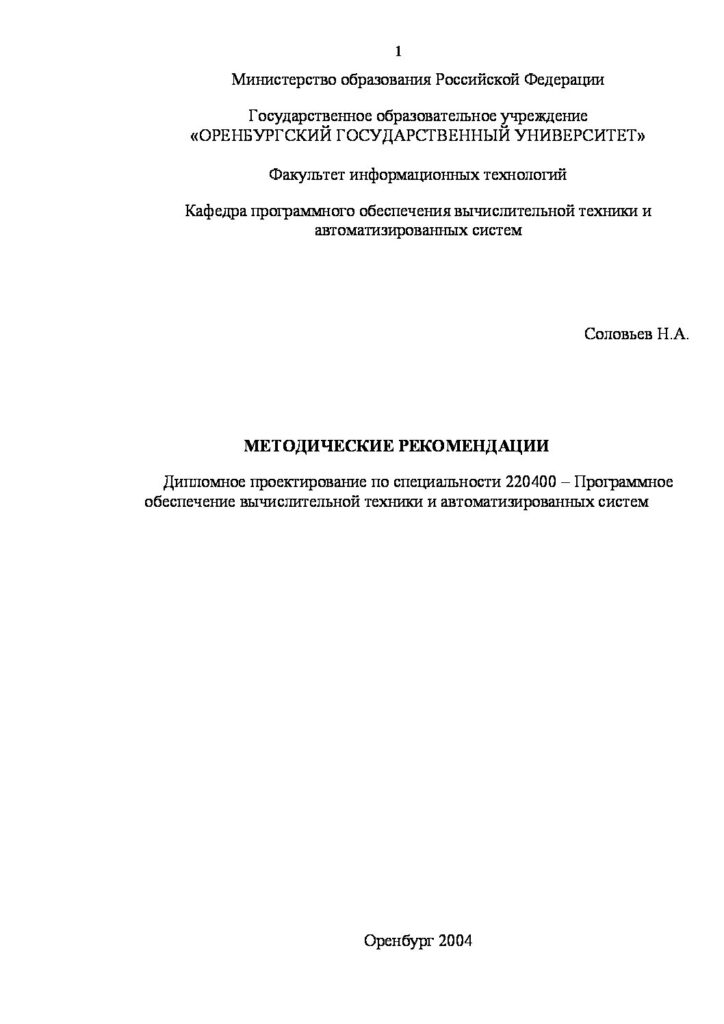 1
Министерство образования Российской Федерации
Государственное образовательное учреждение
«ОРЕНБУРГСКИЙ ГОСУДАРСТВЕННЫЙ УНИВЕРСИТЕТ»
Факультет информационных технологий
Кафедра программного обеспечения вычислительной техники и
автоматизированных систем
Соловьев Н.А.
МЕТОДИЧЕСКИЕ РЕКОМЕНДАЦИИ
Дипломное проектирование по специальности 220400 – Программное
обеспечение вычислительной техники и автоматизированных систем
Оренбург 2004